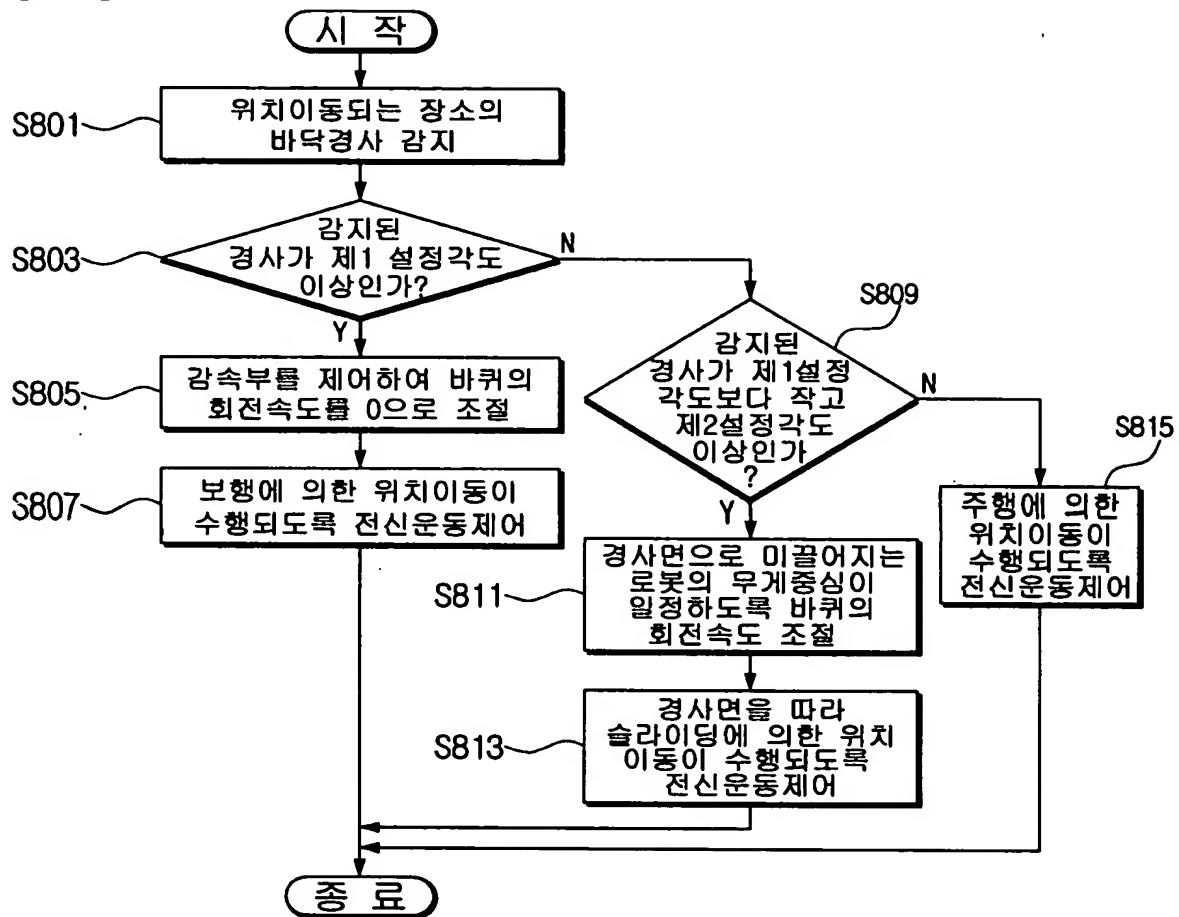 시 작
S801
위치이동되는 장소의
바닥경사 감지
S803
감지된
경사가 제1 설정각도
이상인가?
N
Y
S805
감속부를 제어하여 바퀴의
회전속도를 0으로 조절
S807
보행에 의한 위치이동이
수행되도록 전신운동제어
S809
감지된
경사가 제1설정
각도보다 작고
제2설정각도
이상인가
?
N
Y
S811
경사면으로 미끌어지는
로봇의 무게중심이
일정하도록 바퀴의
회전속도 조절
S813
경사면을 따라
슬라이딩에 의한 위치
이동이 수행되도록
전신운동제어
S815
주행에 의한
위치이동이
수행되도록
전신운동제어
종 료